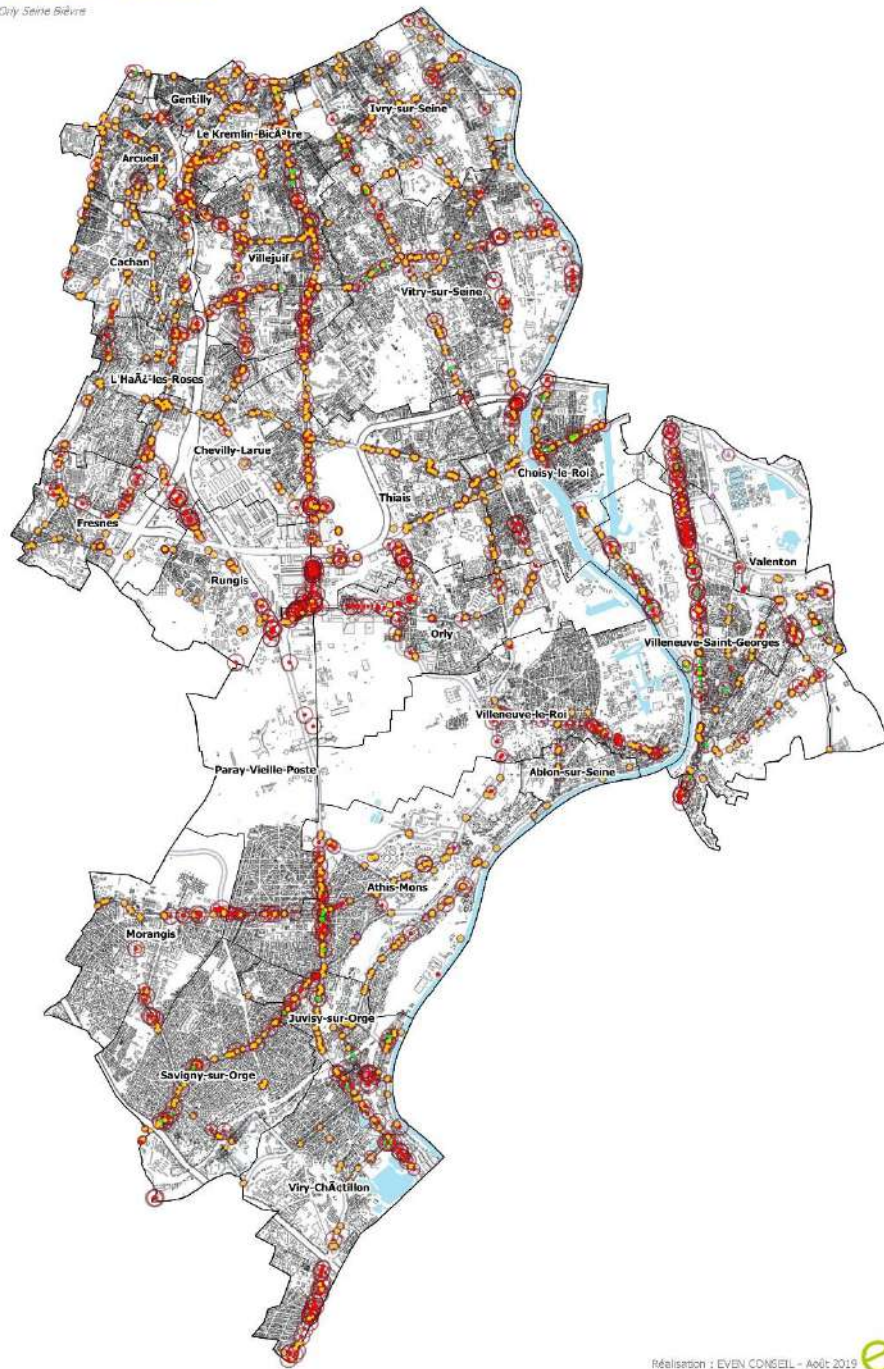 Orly Seine Bièvre
Gentilly
Ivry-sur-Seine
Le Kremlin-BicÃªtre
Arcueil
Cachan
Villejuif
Vitry-sur-Seine
L'HaÃ¿-les-Roses
Chevilly-Larue
Choisy-le-Roi
Thiais
Fresnes
Valenton
Rungis
Orly
Villeneuve-Saint-Georges
Villeneuve-le-Roi
Paray-Vieille-Poste
Ablon-sur-Seine
Athis-Mons
Morangis
Juvisy-sur-Orge
Savigny-sur-Orge
Viry-ChÃ¢tillon
Réalisation : EVEN CONSEIL - Août 2019